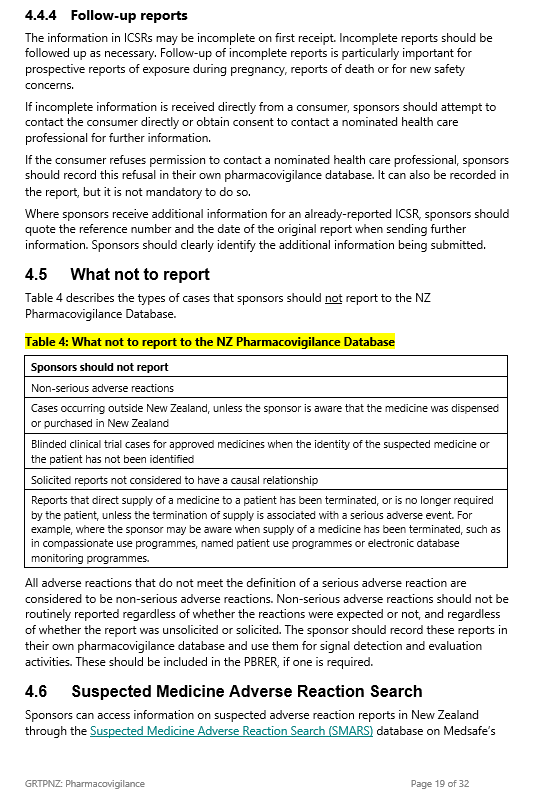 4.4.4 Follow-up reports
The information in ICSRs may be incomplete on first receipt. Incomplete reports should be
followed up as necessary. Follow-up of incomplete reports is particularly important for
prospective reports of exposure during pregnancy, reports of death or for new safety
concerns.
If incomplete information is received directly from a consumer, sponsors should attempt to
contact the consumer directly or obtain consent to contact a nominated health care
professional for further information.
If the consumer refuses permission to contact a nominated health care professional, sponsors
should record this refusal in their own pharmacovigilance database. It can also be recorded in
the report, but it is not mandatory to do so.
Where sponsors receive additional information for an already-reported ICSR, sponsors should
quote the reference number and the date of the original report when sending further
information. Sponsors should clearly identify the additional information being submitted.
4.5 What not to report
Table 4 describes the types of cases that sponsors should not report to the NZ
Pharmacovigilance Database.
Table 4: What not to report to the NZ Pharmacovigilance Database
Sponsors should not report
Non-serious adverse reactions
Cases occurring outside New Zealand, unless the sponsor is aware that the medicine was dispensed
or purchased in New Zealand
Blinded clinical trial cases for approved medicines when the identity of the suspected medicine or
the patient has not been identified
Solicited reports not considered to have a causal relationship
Reports that direct supply of a medicine to a patient has been terminated, or is no longer required
by the patient, unless the termination of supply is associated with a serious adverse event. For
example, where the sponsor may be aware when supply of a medicine has been terminated, such as
in compassionate use programmes, named patient use programmes or electronic database
monitoring programmes.
All adverse reactions that do not meet the definition of a serious adverse reaction are
considered to be non-serious adverse reactions. Non-serious adverse reactions should not be
routinely reported regardless of whether the reactions were expected or not, and regardless
of whether the report was unsolicited or solicited. The sponsor should record these reports in
their own pharmacovigilance database and use them for signal detection and evaluation
activities. These should be included in the PBRER, if one is required.
4.6 Suspected Medicine Adverse Reaction Search
Sponsors can access information on suspected adverse reaction reports in New Zealand
through the Suspected Medicine Adverse Reaction Search (SMARS) database on Medsafe's
GRTPNZ: Pharmacovigilance Page 19 of 32